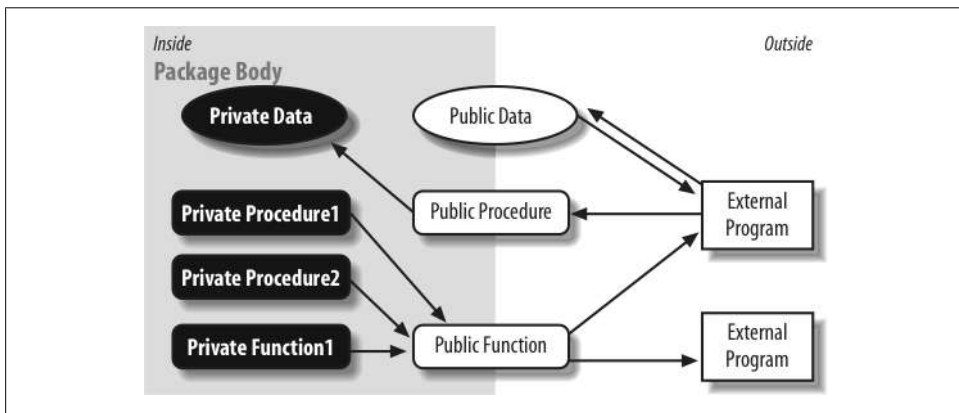 Inside
Outside
Package Body
Private Data
Public Data
Private Procedure1
Public Procedure
External
Program
Private Procedure2
Private Function1
Public Function
External
Program